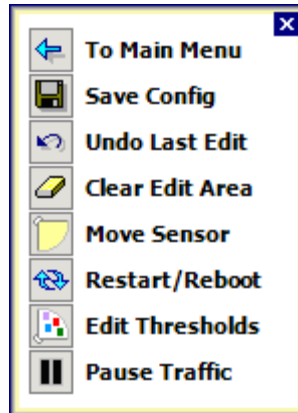 To Main Menu
Save Config
Undo Last Edit
Clear Edit Area
Move Sensor
Restart/Reboot
Edit Thresholds
Pause Traffic